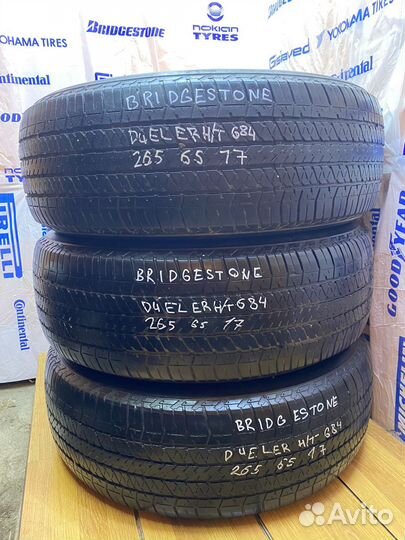 YOKOHAMA TIRES
BRIDGESTONE
nokian
TYRES
Gislaved
YOKOHAMA TIRES
Continental
GOODYEAR
PIRELLI
Continental
BRIDGESTONE
DUELER H/T 684
265 65 17
BRIDGESTONE
DUELER H/T 684
265 65 17
BRIDGESTONE
DUELER H/T 684
265 65 17
Avito